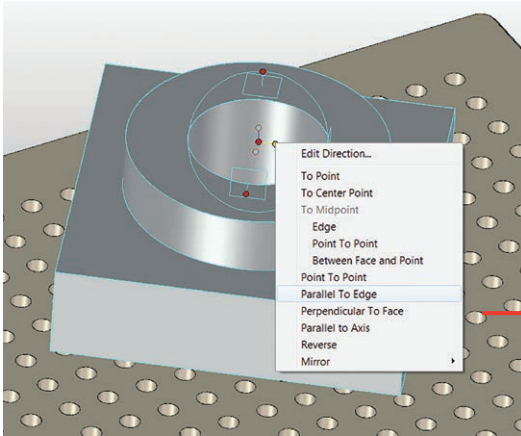 Edit Direction...
To Point
To Center Point
To Midpoint
Edge
Point To Point
Between Face and Point
Point To Point
Parallel To Edge
Perpendicular To Face
Parallel to Axis
Reverse
Mirror